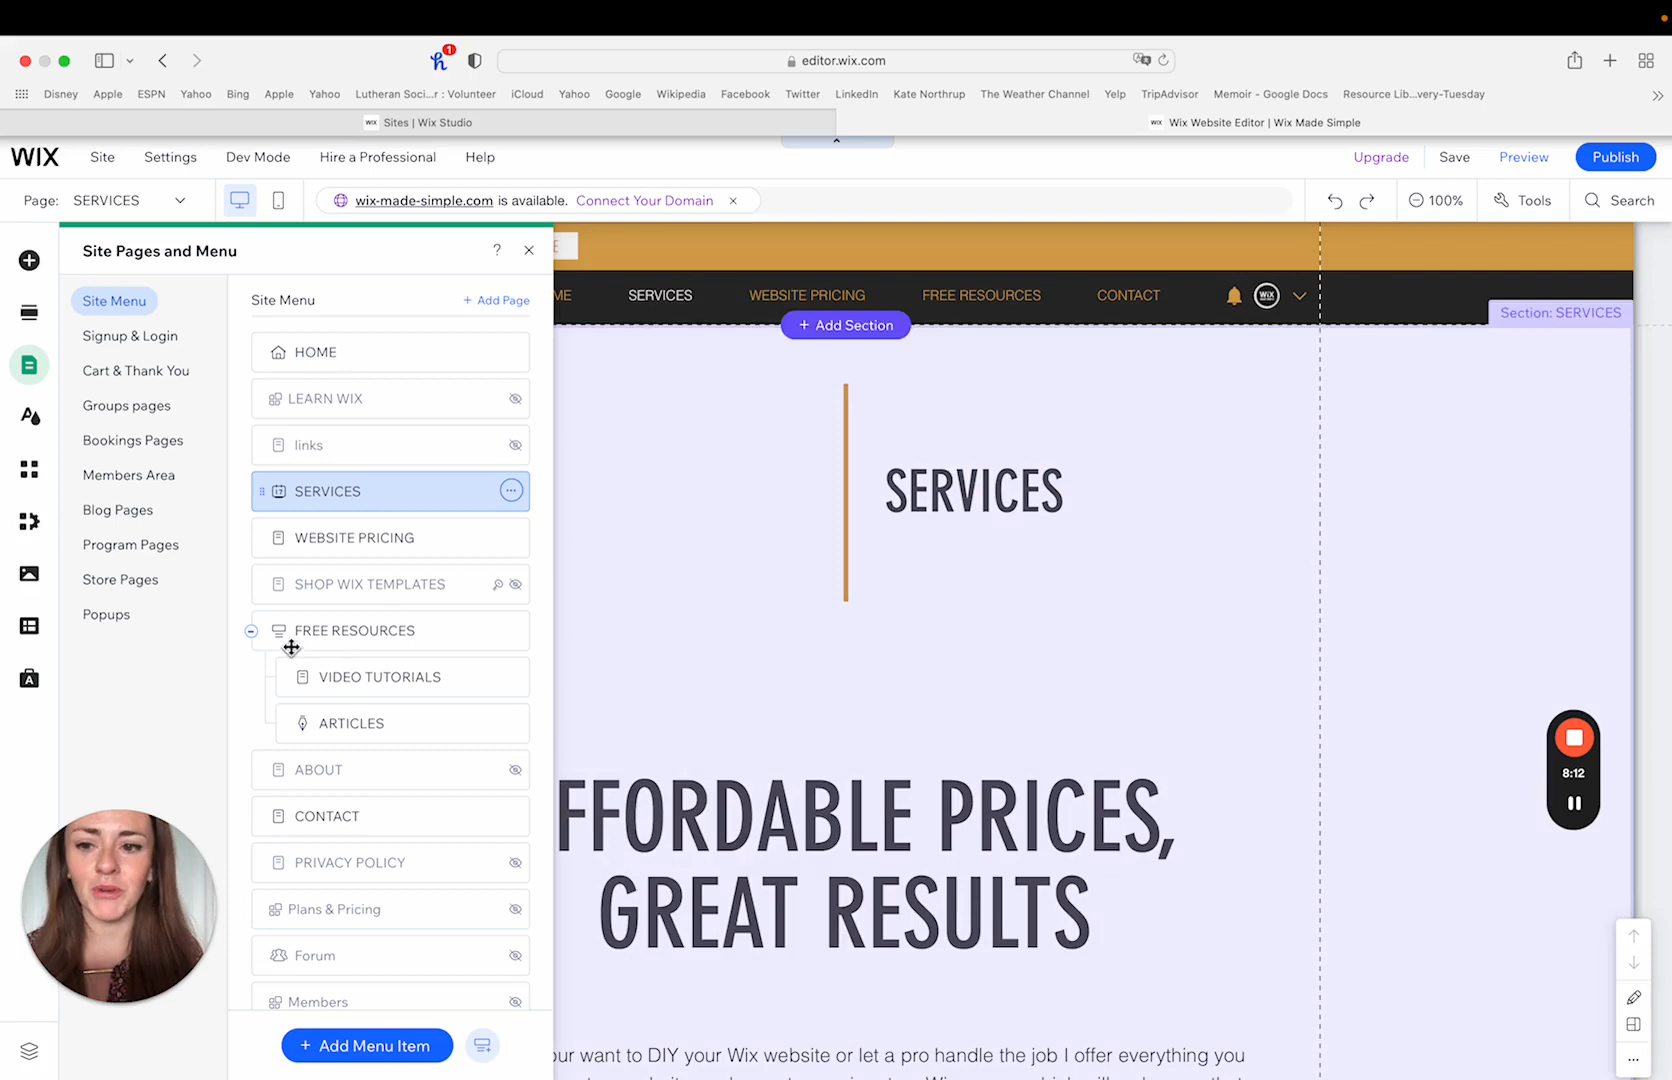 h 1
editor.wix.com
Disney Apple ESPN Yahoo Bing Apple Yahoo Lutheran Soci...r : Volunteer iCloud Yahoo Google Wikipedia Facebook Twitter LinkedIn Kate Northrup The Weather Channel Yelp TripAdvisor Memoir - Google Docs Resource Lib...very-Tuesday
WIX Sites | Wix Studio
WIX Wix Website Editor | Wix Made Simple
WIX Site Settings Dev Mode Hire a Professional Help Upgrade Save Preview Publish
Page: SERVICES wix-made-simple.com is available. Connect Your Domain 100% Tools Search
Site Pages and Menu ?
Site Menu
Signup & Login
Cart & Thank You
Groups pages
Bookings Pages
Members Area
Blog Pages
Program Pages
Store Pages
Popups
Site Menu + Add Page
HOME
LEARN WIX
links
SERVICES
WEBSITE PRICING
SHOP WIX TEMPLATES
FREE RESOURCES
VIDEO TUTORIALS
ARTICLES
ABOUT
CONTACT
PRIVACY POLICY
Plans & Pricing
Forum
Members
+ Add Menu Item
E
ME SERVICES WEBSITE PRICING FREE RESOURCES CONTACT WIX
+ Add Section
Section: SERVICES
SERVICES
FFORDABLE PRICES,
GREAT RESULTS
our want to DIY your Wix website or let a pro handle the job I offer everything you
8:12